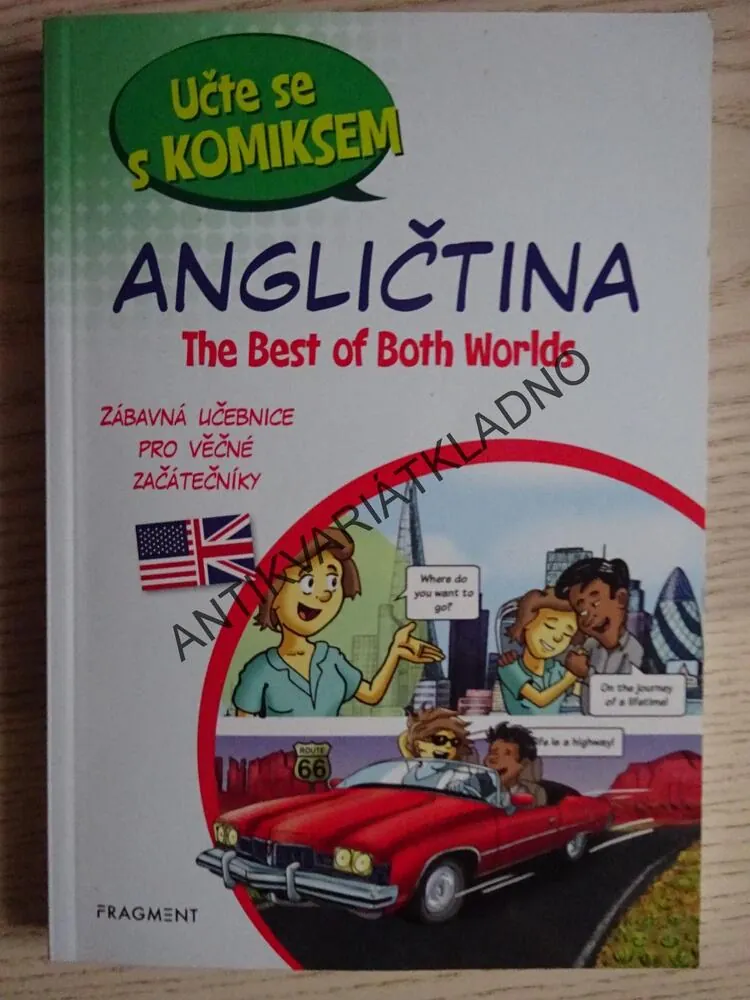 Učte se
s KOMIKSEM
ANGLIČTINA
The Best of Both Worlds
ZÁBAVNÁ UČEBNICE
PRO VĚČNÉ
ZAČÁTEČNÍKY
ANTIKVARIÁTKLADNO
Where do
you want to
go?
On the journey
of a lifetime!
ife is a highway!
ROUTE
66
FRAGMENT